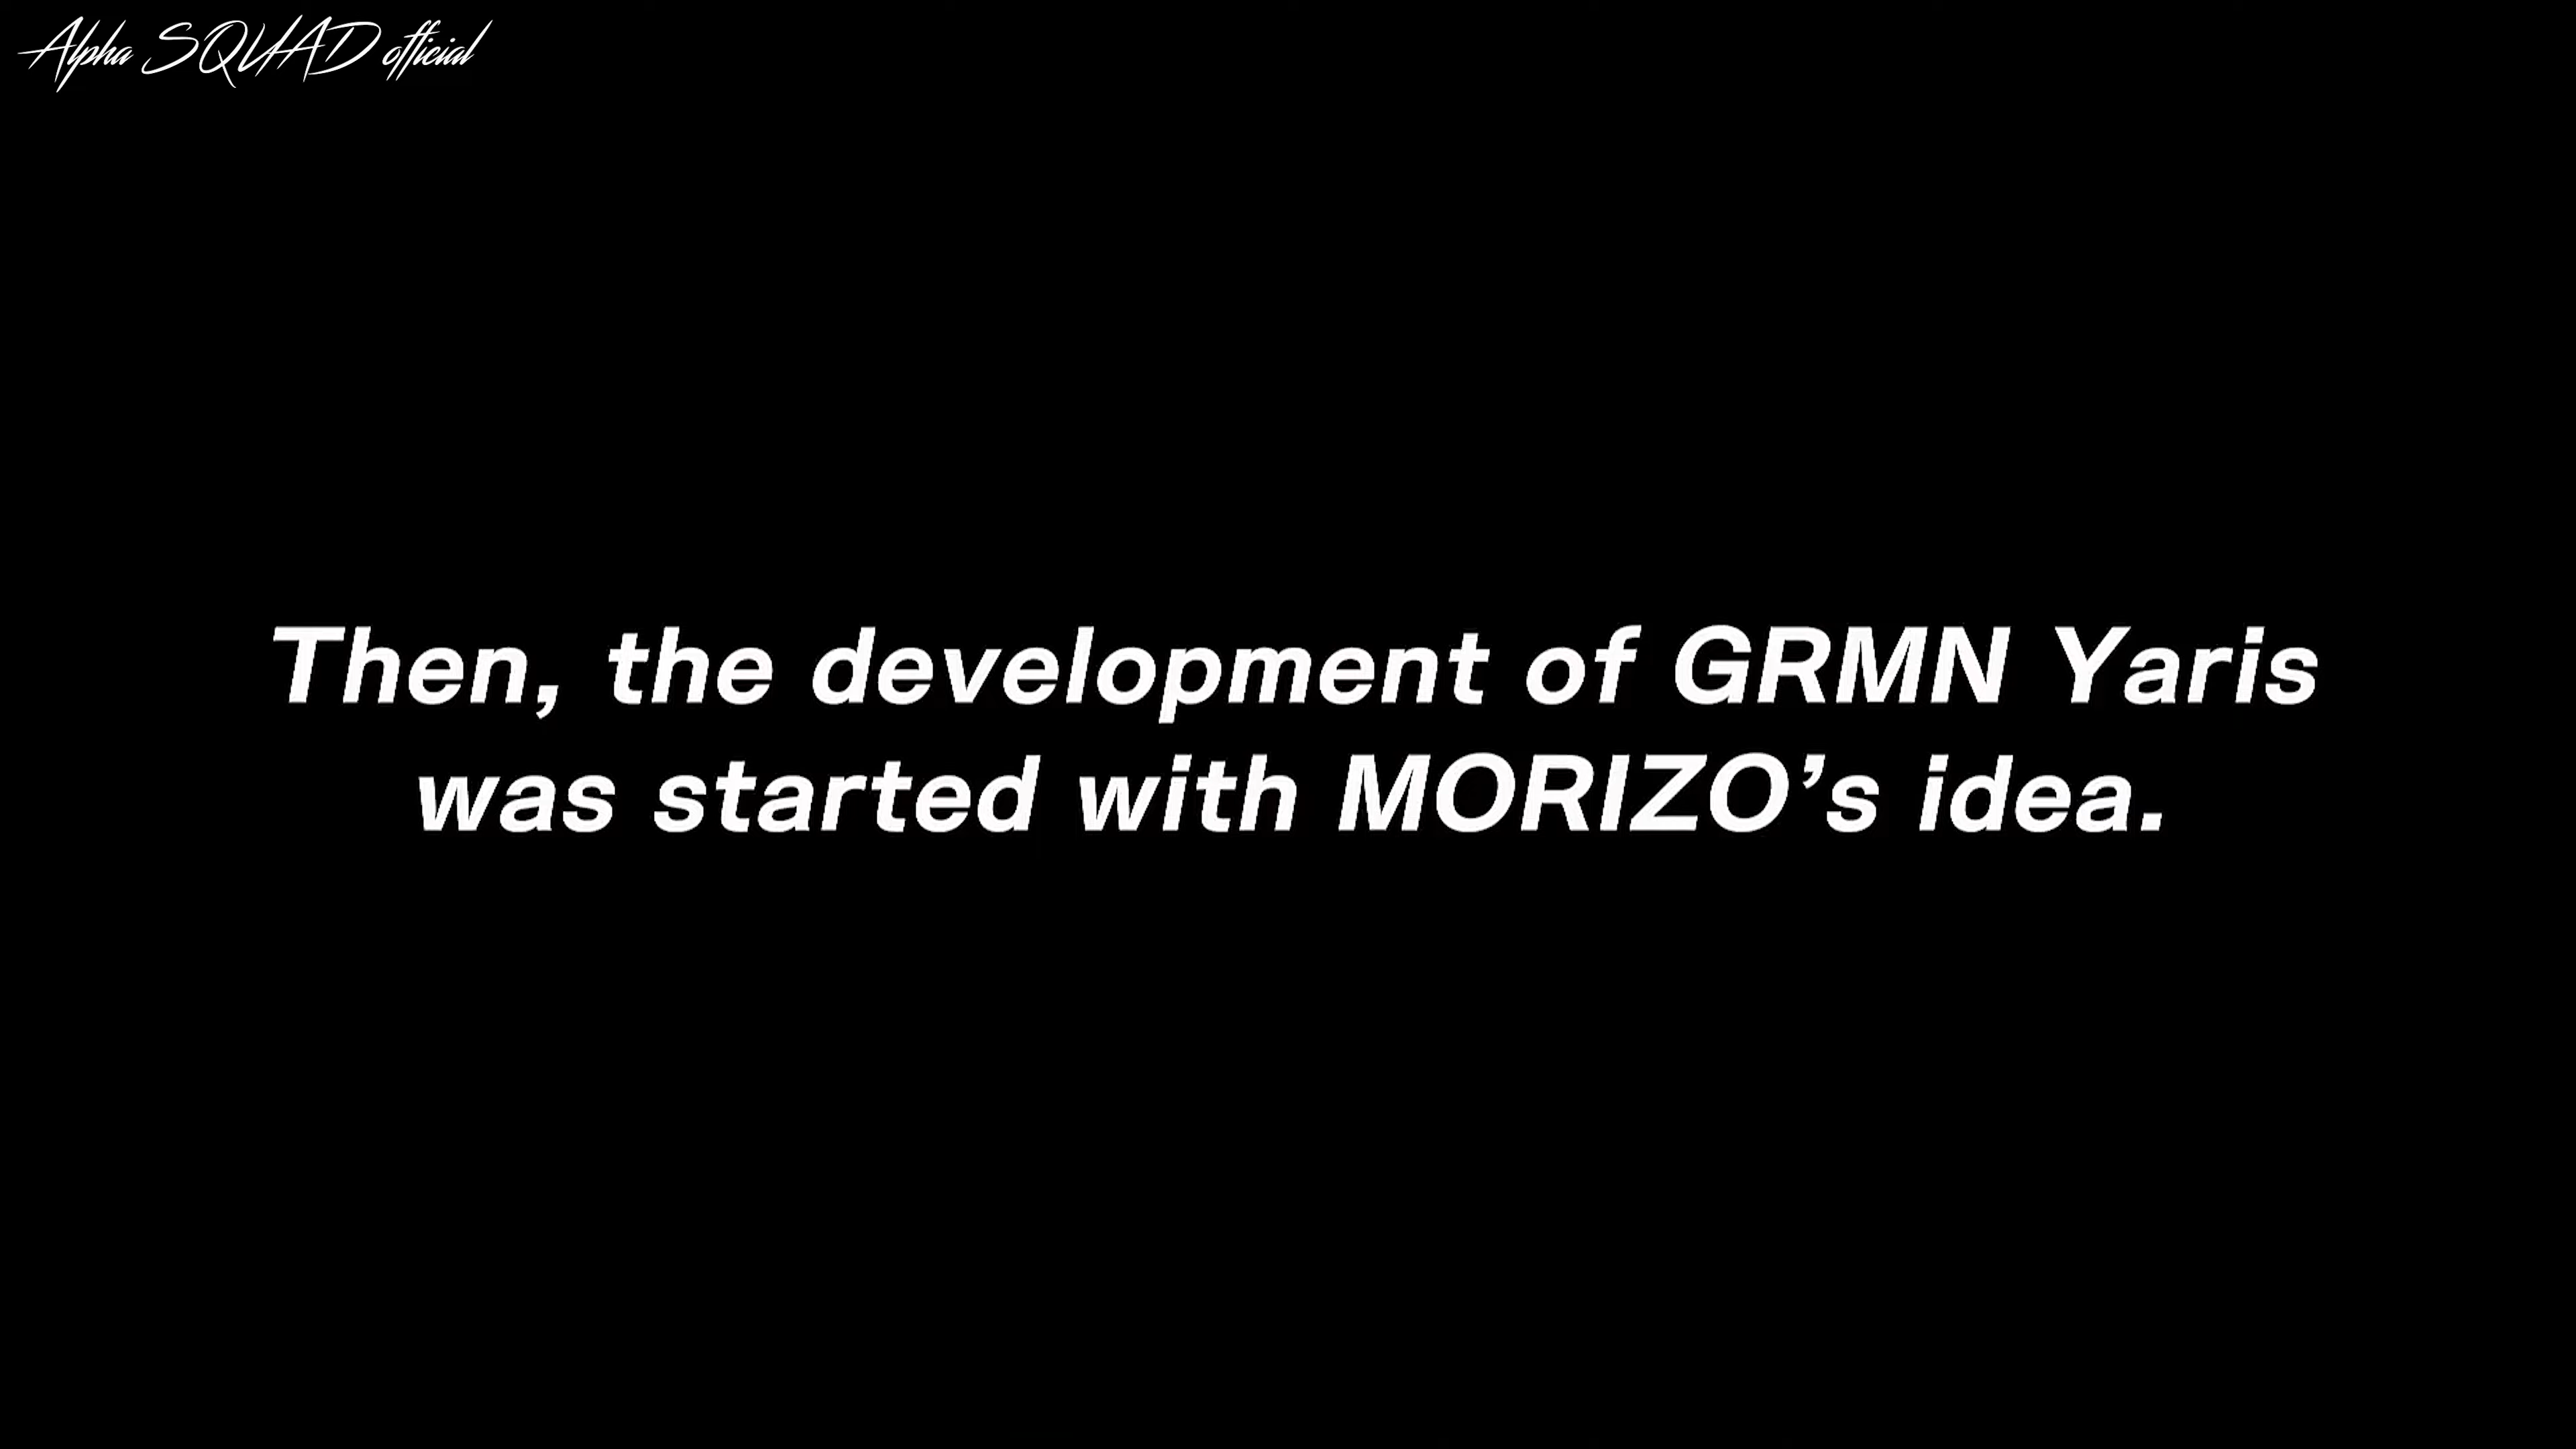 Alpha SQUAD official
Then, the development of GRMN Yaris
was started with MORIZO’s idea.